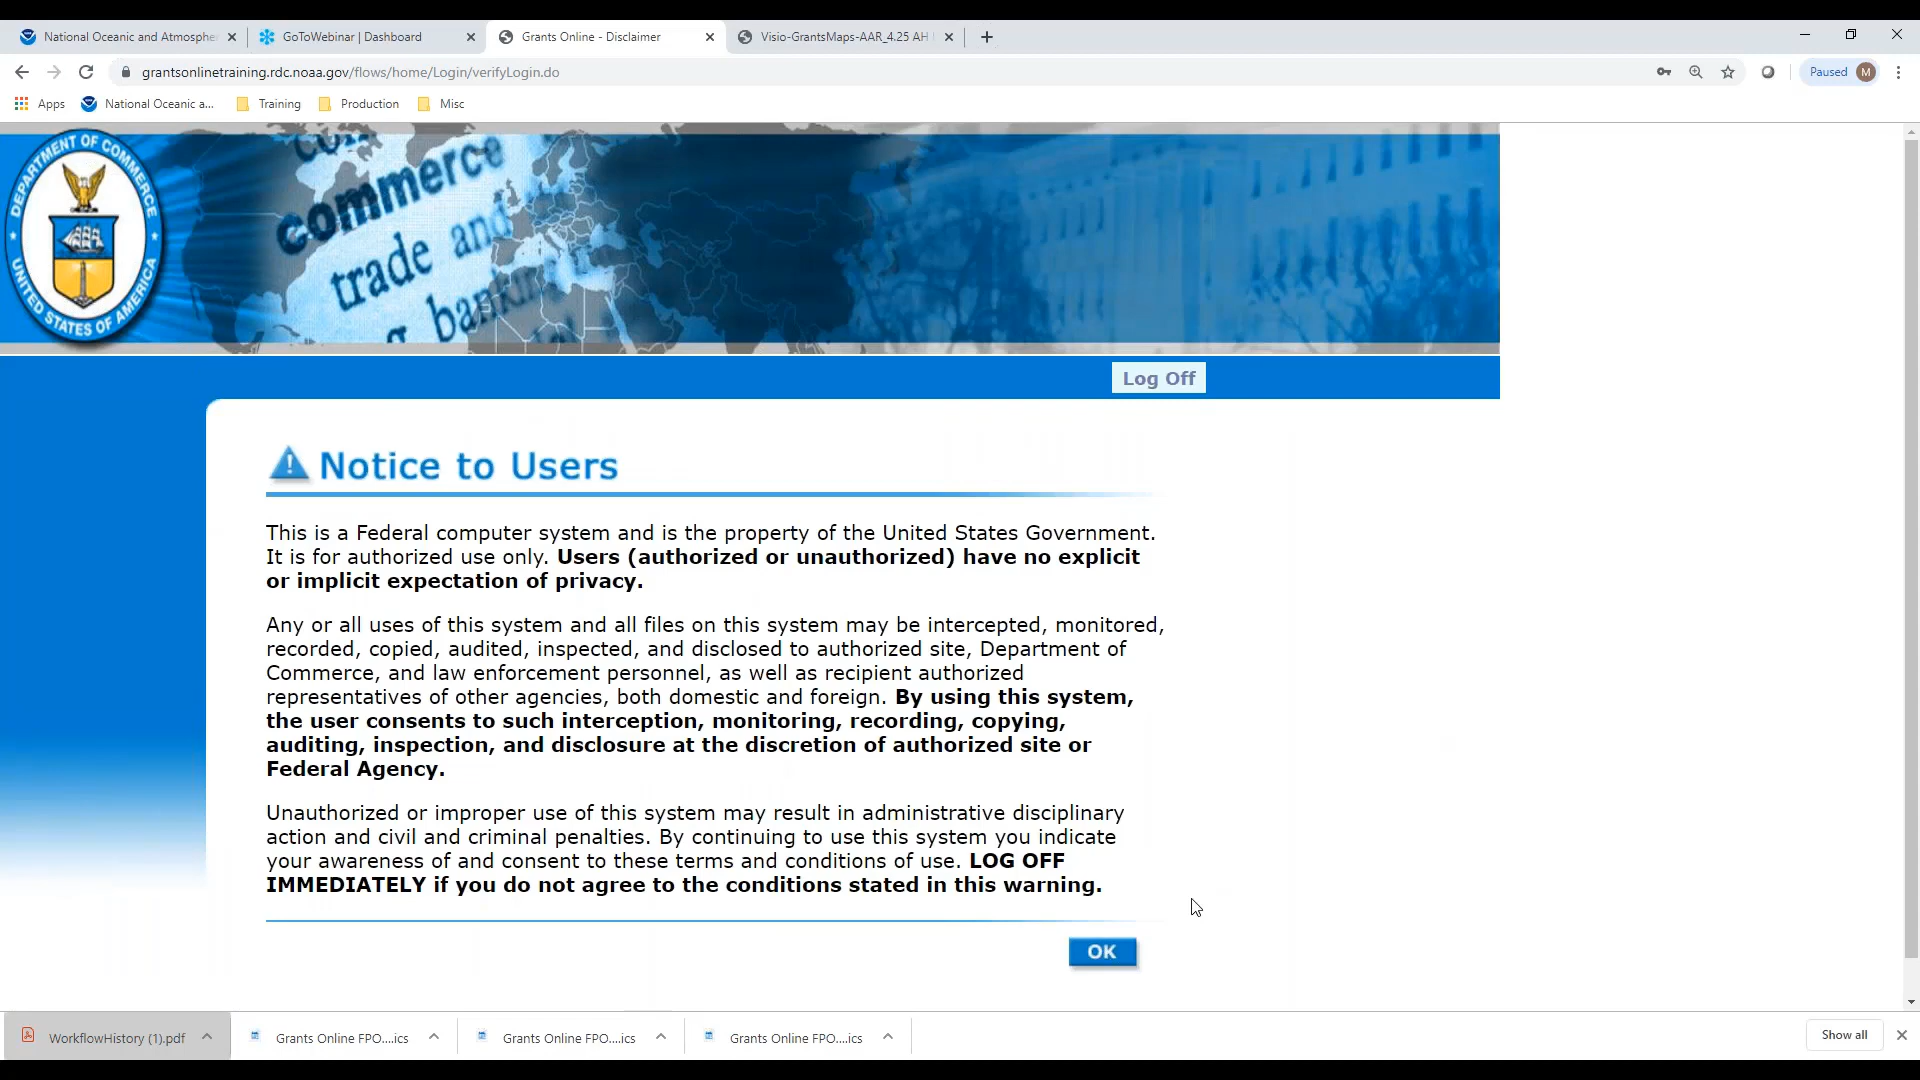 National Oceanic and Atmosphe
GoToWebinar | Dashboard
Grants Online - Disclaimer
Visio-GrantsMaps-AAR_4.25 AH
grantsonlinetraining.rdc.noaa.gov/flows/home/Login/verifyLogin.do
Paused M
Apps National Oceanic a... Training Production Misc
DEPARTMENT OF COMMERCE
UNITED STATES OF AMERICA
commerce
trade and
Log Off
Notice to Users
This is a Federal computer system and is the property of the United States Government.
It is for authorized use only. Users (authorized or unauthorized) have no explicit
or implicit expectation of privacy.
Any or all uses of this system and all files on this system may be intercepted, monitored,
recorded, copied, audited, inspected, and disclosed to authorized site, Department of
Commerce, and law enforcement personnel, as well as recipient authorized
representatives of other agencies, both domestic and foreign. By using this system,
the user consents to such interception, monitoring, recording, copying,
auditing, inspection, and disclosure at the discretion of authorized site or
Federal Agency.
Unauthorized or improper use of this system may result in administrative disciplinary
action and civil and criminal penalties. By continuing to use this system you indicate
your awareness of and consent to these terms and conditions of use. LOG OFF
IMMEDIATELY if you do not agree to the conditions stated in this warning.
OK
WorkflowHistory (1).pdf
Grants Online FPO....ics
Grants Online FPO....ics
Grants Online FPO....ics
Show all